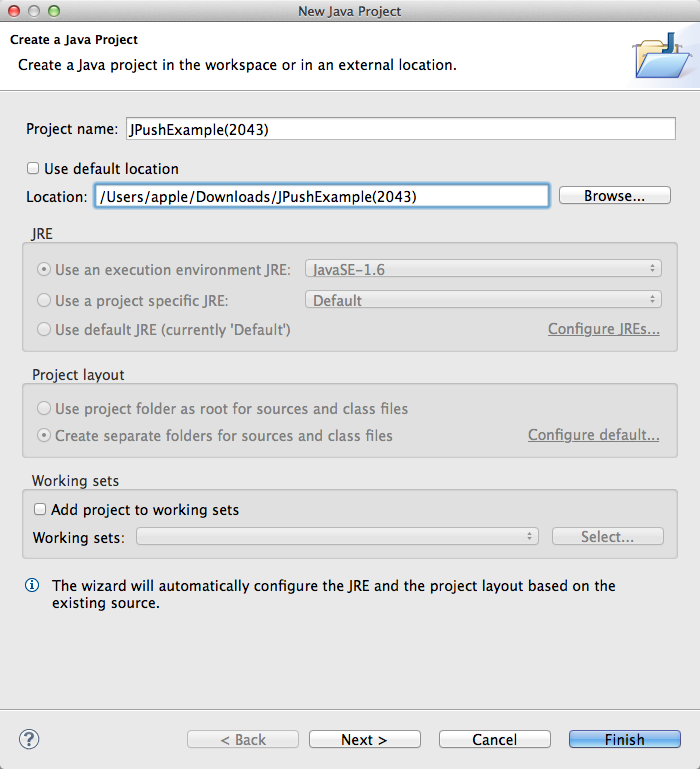 New Java Project
Create a Java Project
Create a Java project in the workspace or in an external location.
Project name: JPushExample(2043)
Use default location
Location: /Users/apple/Downloads/JPushExample(2043) Browse...
JRE
Use an execution environment JRE: JavaSE-1.6
Use a project specific JRE: Default
Use default JRE (currently 'Default') Configure JREs...
Project layout
Use project folder as root for sources and class files
Create separate folders for sources and class files Configure default...
Working sets
Add project to working sets
Working sets: Select...
The wizard will automatically configure the JRE and the project layout based on the
existing source.
? < Back Next > Cancel Finish